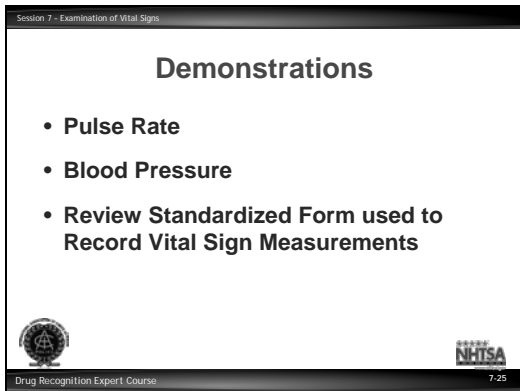 Session 7 - Examination of Vital Signs
Demonstrations
• Pulse Rate
• Blood Pressure
• Review Standardized Form used to
Record Vital Sign Measurements
NHTSA
Drug Recognition Expert Course
7-25